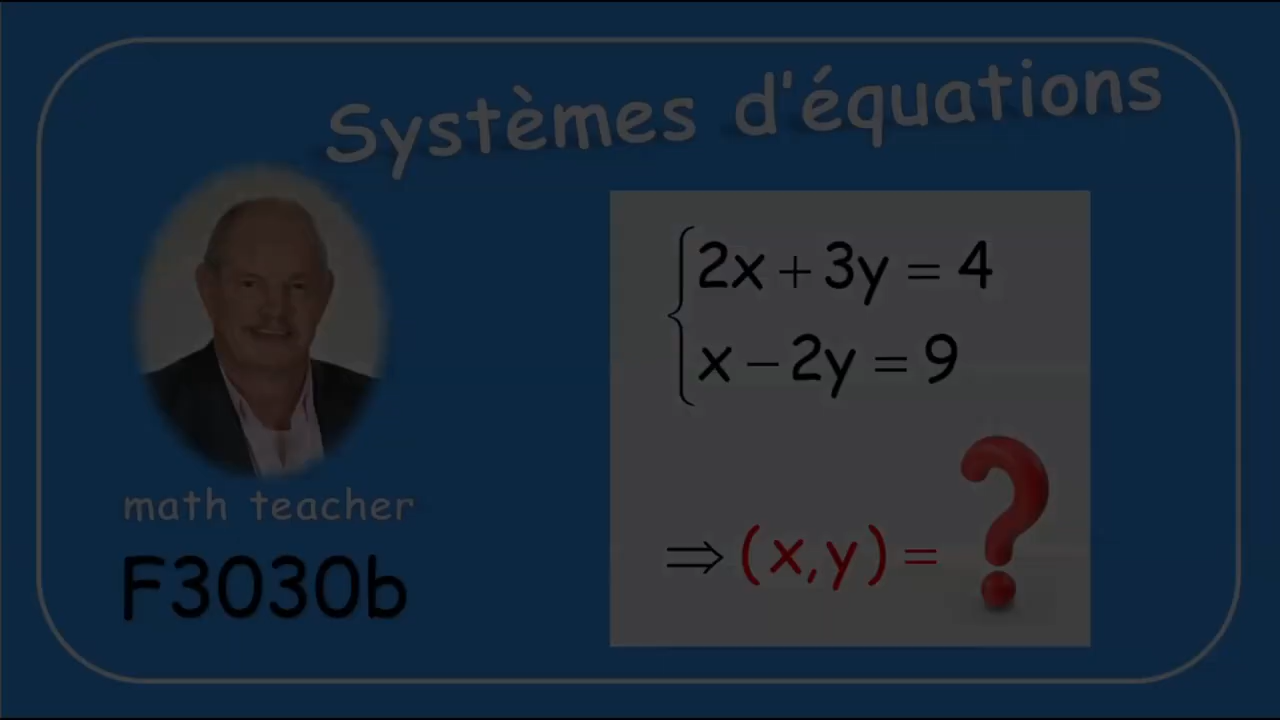 Systèmes d'équations
2x + 3y = 4
x - 2y = 9
⇒ (x,y) = ?
math teacher
F3030b